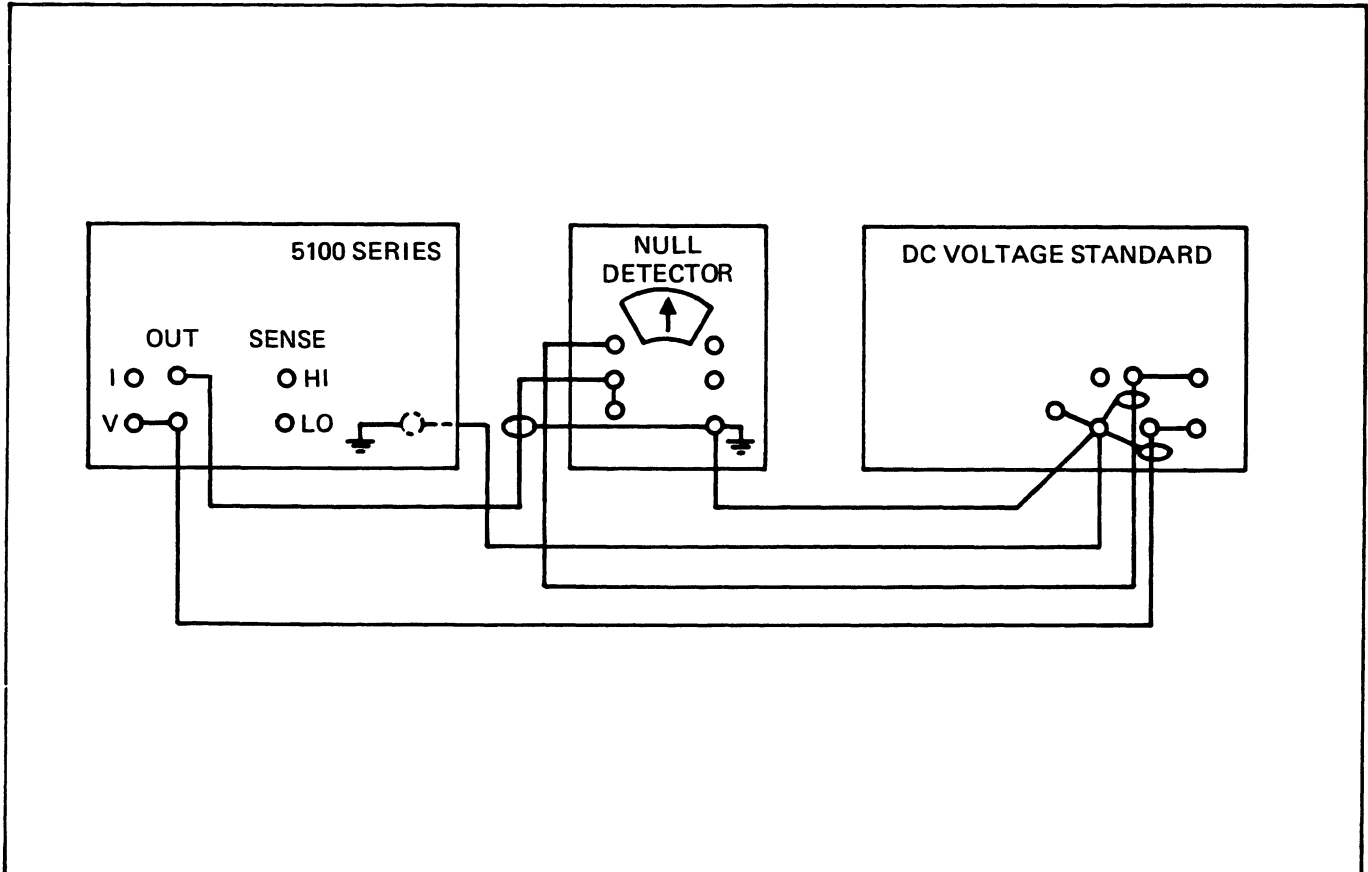 5100 SERIES
NULL
DETECTOR
DC VOLTAGE STANDARD
OUT SENSE
I HI
V LO